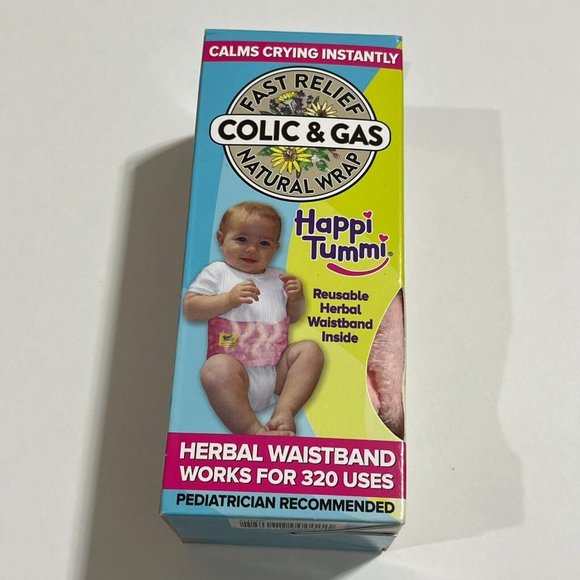 CALMS CRYING INSTANTLY
FAST RELIEF
COLIC & GAS
NATURAL WRAP
Happi
Tummi®
Reusable
Herbal
Waistband
Inside
HERBAL WAISTBAND
WORKS FOR 320 USES
PEDIATRICIAN RECOMMENDED